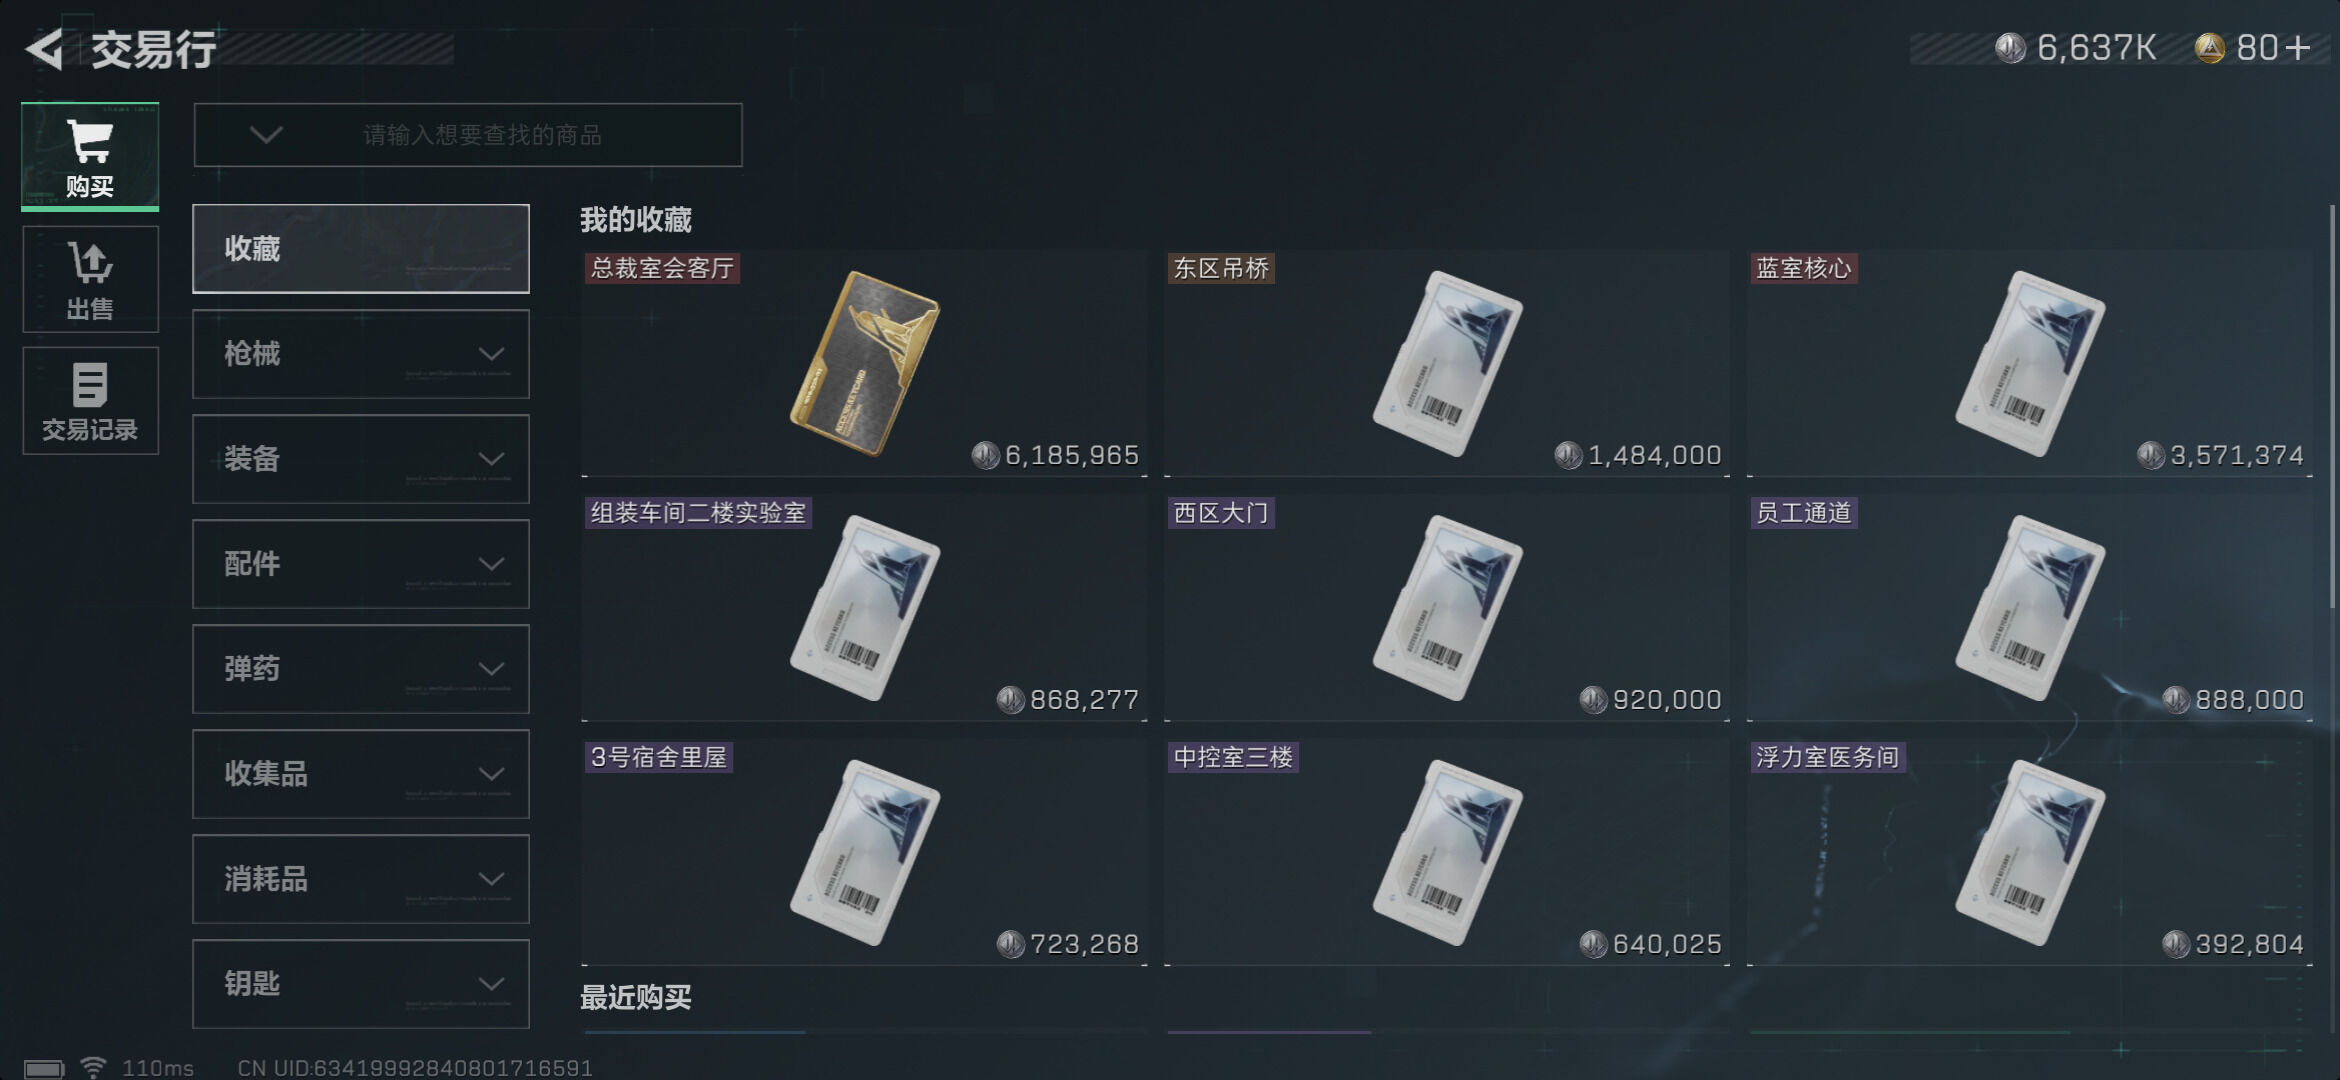 交易行
6,637K
80+
购买
出售
交易记录
请输入想要查找的商品
收藏
枪械
装备
配件
弹药
收集品
消耗品
钥匙
我的收藏
总裁室会客厅
6,185,965
东区吊桥
1,484,000
蓝室核心
3,571,374
组装车间二楼实验室
868,277
西区大门
920,000
员工通道
888,000
3号宿舍里屋
723,268
中控室三楼
640,025
浮力室医务间
392,804
最近购买
110ms
CN UID:634199992840801716591